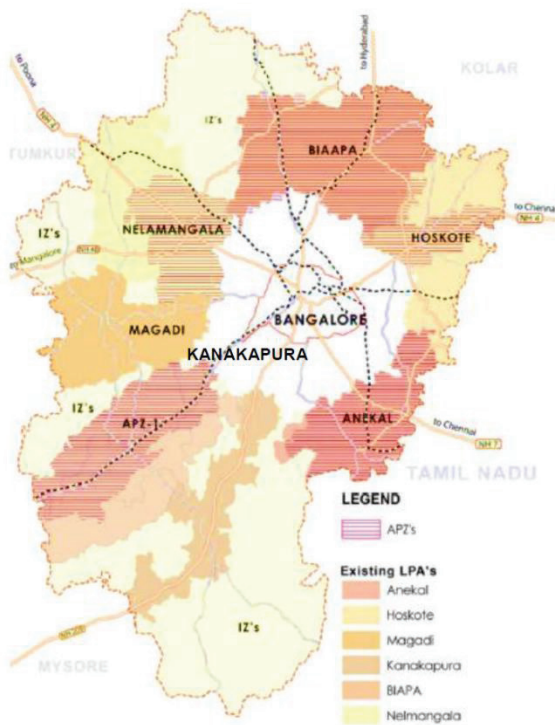 to Poona
to Hyderabad
KOLAR
NH 4
IZ's
BIAAPA
TUMKUR
to Chennai
NH 4
IZ's
NELAMANGALA
HOSKOTE
to Mangalore
NH 48
MAGADI
BANGALORE
KANAKAPURA
IZ's
APZ-1
ANEKAL
to Chennai
NH 7
TAMIL NADU
LEGEND
APZ's
Existing LPA's
Anekal
Hoskote
IZ's
Magadi
Kanakapura
MYSORE
BIAPA
Nelmangala